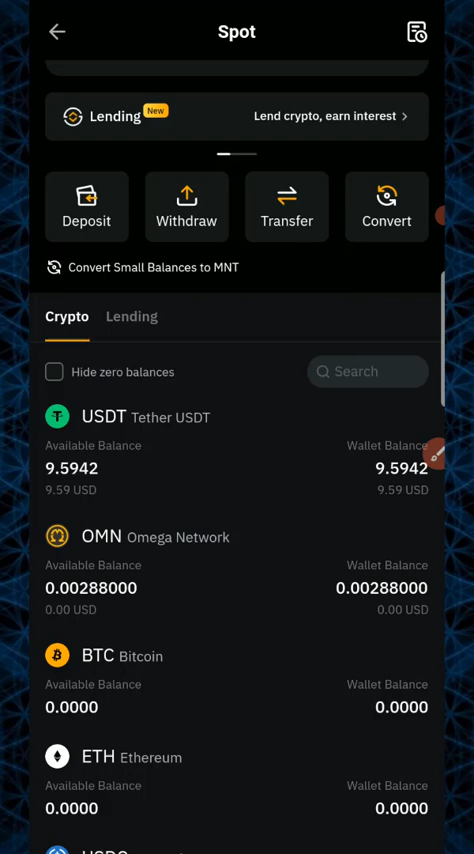 Spot
Lending New Lend crypto, earn interest >
Deposit Withdraw Transfer Convert
Convert Small Balances to MNT
Crypto Lending
Hide zero balances Search
USDT Tether USDT
Available Balance Wallet Balance
9.5942 9.5942
9.59 USD 9.59 USD
OMN Omega Network
Available Balance Wallet Balance
0.00288000 0.00288000
0.00 USD 0.00 USD
BTC Bitcoin
Available Balance Wallet Balance
0.0000 0.0000
ETH Ethereum
Available Balance Wallet Balance
0.0000 0.0000